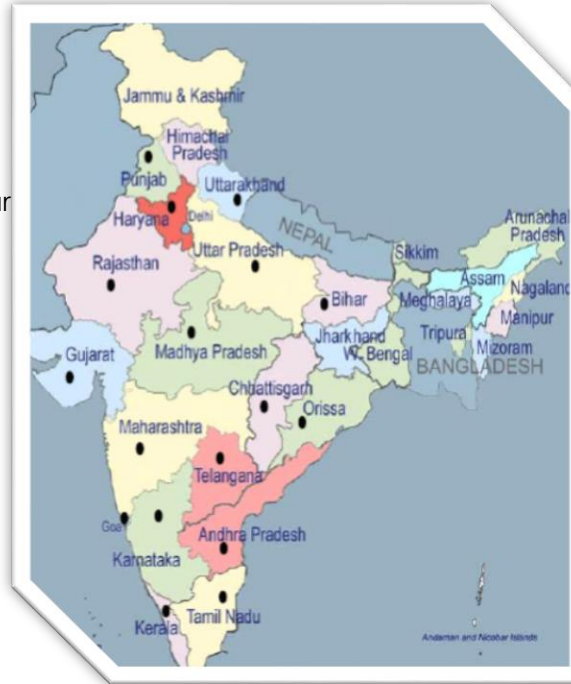 Jammu & Kashmir
Himachal
Pradesh
Punjab
Uttarakhand
ur
Haryana
Delhi
Arunachal
Pradesh
NEPAL
Sikkim
Uttar Pradesh
Rajasthan
Assam
Nagaland
Bihar
Meghalaya
Manipur
Jharkhand
Tripura
Mizoram
Gujarat
Madhya Pradesh
W. Bengal
BANGLADESH
Chhattisgarh
Orissa
Maharashtra
Telangana
Goa
Andhra Pradesh
Karnataka
Tamil Nadu
Kerala
Andaman and Nicobar Islands